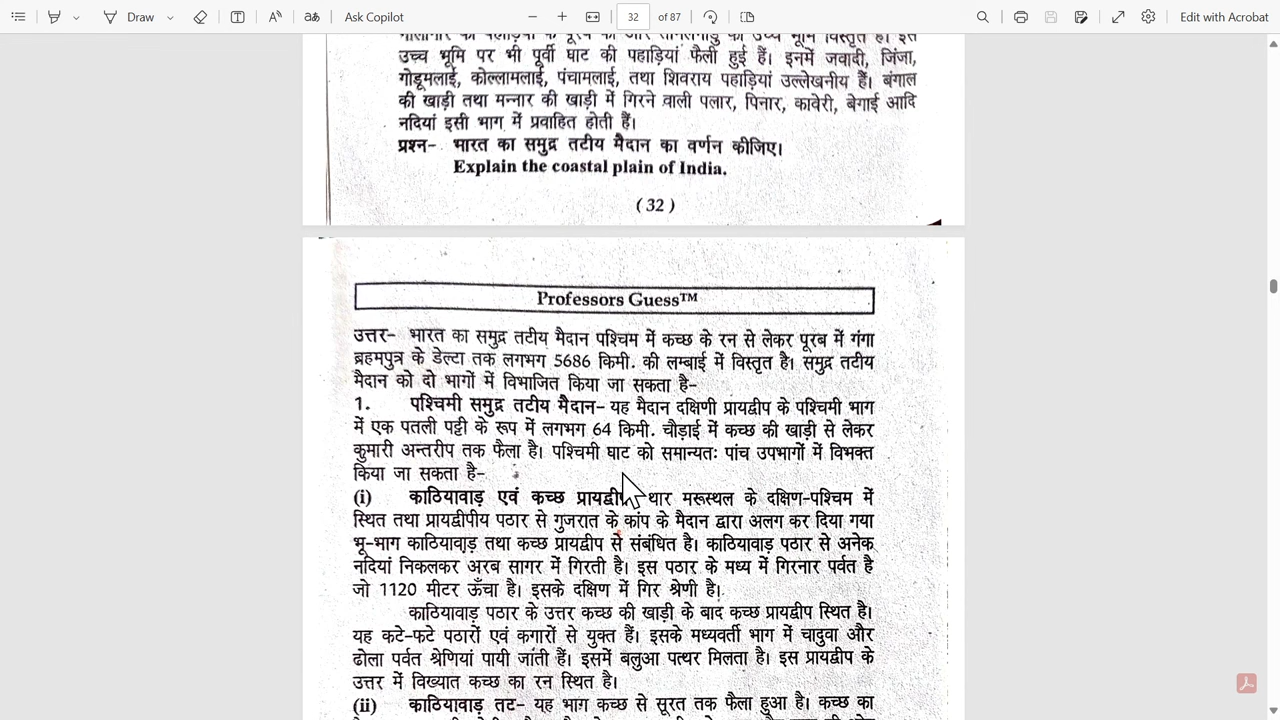 Draw
Ask Copilot
32 of 87
Edit with Acrobat
उच्च भूमि पर भी पूर्वी घाट की पहाड़ियां फैली हुई हैं। इनमें जवादी, जिंजा,
गोडूमलाई, कोल्लामलाई, पंचामलाई, तथा शिवराय पहाड़ियां उल्लेखनीय हैं। बंगाल
की खाड़ी तथा मन्नार की खाड़ी में गिरने वाली पलार, पिनार, कावेरी, बेगाई आदि
नदियां इसी भाग में प्रवाहित होती हैं।
प्रश्न- भारत का समुद्र तटीय मैदान का वर्णन कीजिए।
Explain the coastal plain of India.
( 32 )
Professors Guess™
उत्तर- भारत का समुद्र तटीय मैदान पश्चिम में कच्छ के रन से लेकर पूरब में गंगा
ब्रहमपुत्र के डेल्टा तक लगभग 5686 किमी. की लम्बाई में विस्तृत है। समुद्र तटीय
मैदान को दो भागों में विभाजित किया जा सकता है-
1. पश्चिमी समुद्र तटीय मैदान- यह मैदान दक्षिणी प्रायद्वीप के पश्चिमी भाग
में एक पतली पट्टी के रूप में लगभग 64 किमी. चौड़ाई में कच्छ की खाड़ी से लेकर
कुमारी अन्तरीप तक फैला है। पश्चिमी घाट को समान्यतः पांच उपभागों में विभक्त
किया जा सकता है-
(i) काठियावाड़ एवं कच्छ थार मरूस्थल के दक्षिण-पश्चिम में
स्थित तथा प्रायद्वीपीय पठार से गुजरात के कांप के मैदान द्वारा अलग कर दिया गया
भू-भाग काठियावाड़ तथा कच्छ प्रायद्वीप से संबंधित है। काठियावाड़ पठार से अनेक
नदियां निकलकर अरब सागर में गिरती है। इस पठार के मध्य में गिरनार पर्वत है
जो 1120 मीटर ऊँचा है। इसके दक्षिण में गिर श्रेणी है।
काठियावाड़ पठार के उत्तर कच्छ की खाड़ी के बाद कच्छ प्रायद्वीप स्थित है।
यह कटे-फटे पठारों एवं कगारों से युक्त हैं। इसके मध्यवर्ती भाग में चादुवा और
ढोला पर्वत श्रेणियां पायी जांती हैं। इसमें बलुआ पत्थर मिलता है। इस प्रायद्वीप के
उत्तर में विख्यात कच्छ का रन स्थित है।
(ii) काठियावाड़ तट- यह भाग कच्छ से सूरत तक फैला हुआ है। कच्छ का